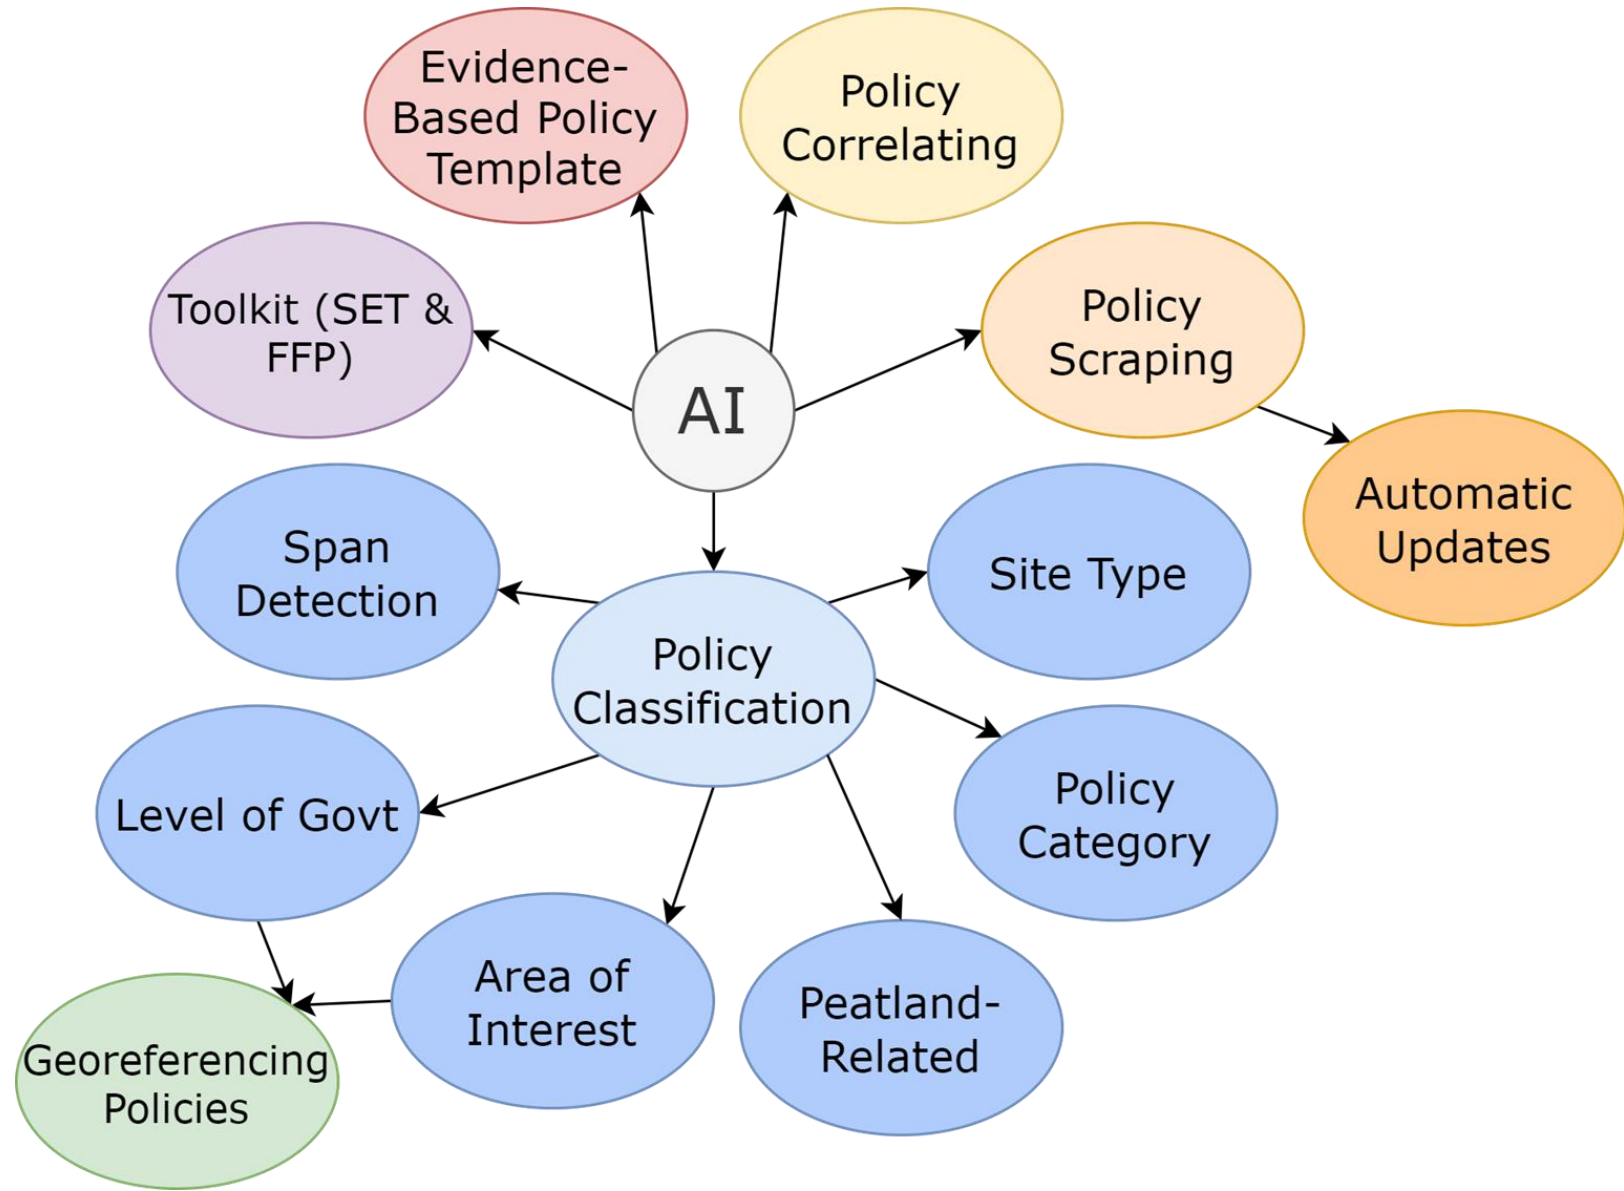 Evidence-
Based Policy
Template
Policy
Correlating
Toolkit (SET &
FFP)
AI
Policy
Scraping
Automatic
Updates
Span
Detection
Site Type
Policy
Classification
Level of Govt
Policy
Category
Area of
Interest
Peatland-
Related
Georeferencing
Policies